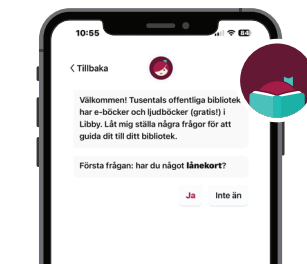 10:55
Tillbaka
Välkommen! Tusentals offentliga bibliotek
har e-böcker och ljudböcker (gratis!) i
Libby. Låt mig ställa några frågor för att
guida dit till ditt bibliotek.
Första frågan: har du något lånekort?
Ja Inte än